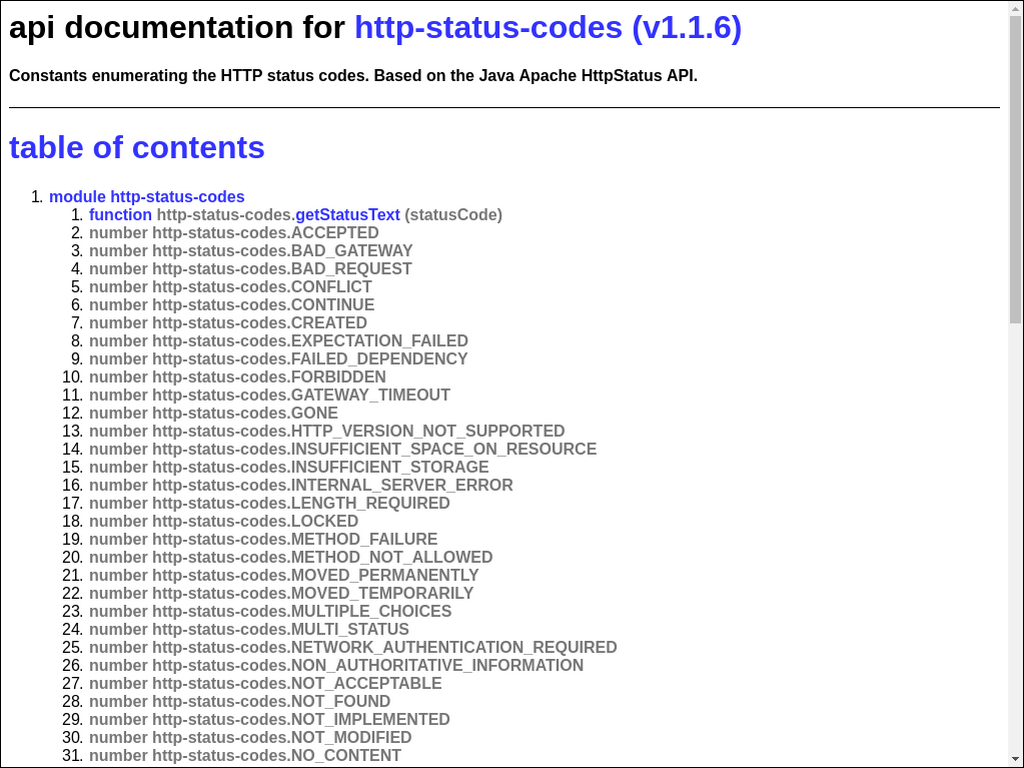 api documentation for http-status-codes (v1.1.6)
Constants enumerating the HTTP status codes. Based on the Java Apache HttpStatus API.
table of contents
1. module http-status-codes
1. function http-status-codes.getStatusText (statusCode)
2. number http-status-codes.ACCEPTED
3. number http-status-codes.BAD_GATEWAY
4. number http-status-codes.BAD_REQUEST
5. number http-status-codes.CONFLICT
6. number http-status-codes.CONTINUE
7. number http-status-codes.CREATED
8. number http-status-codes.EXPECTATION_FAILED
9. number http-status-codes.FAILED_DEPENDENCY
10. number http-status-codes.FORBIDDEN
11. number http-status-codes.GATEWAY_TIMEOUT
12. number http-status-codes.GONE
13. number http-status-codes.HTTP_VERSION_NOT_SUPPORTED
14. number http-status-codes.INSUFFICIENT_SPACE_ON_RESOURCE
15. number http-status-codes.INSUFFICIENT_STORAGE
16. number http-status-codes.INTERNAL_SERVER_ERROR
17. number http-status-codes.LENGTH_REQUIRED
18. number http-status-codes.LOCKED
19. number http-status-codes.METHOD_FAILURE
20. number http-status-codes.METHOD_NOT_ALLOWED
21. number http-status-codes.MOVED_PERMANENTLY
22. number http-status-codes.MOVED_TEMPORARILY
23. number http-status-codes.MULTIPLE_CHOICES
24. number http-status-codes.MULTI_STATUS
25. number http-status-codes.NETWORK_AUTHENTICATION_REQUIRED
26. number http-status-codes.NON_AUTHORITATIVE_INFORMATION
27. number http-status-codes.NOT_ACCEPTABLE
28. number http-status-codes.NOT_FOUND
29. number http-status-codes.NOT_IMPLEMENTED
30. number http-status-codes.NOT_MODIFIED
31. number http-status-codes.NO_CONTENT